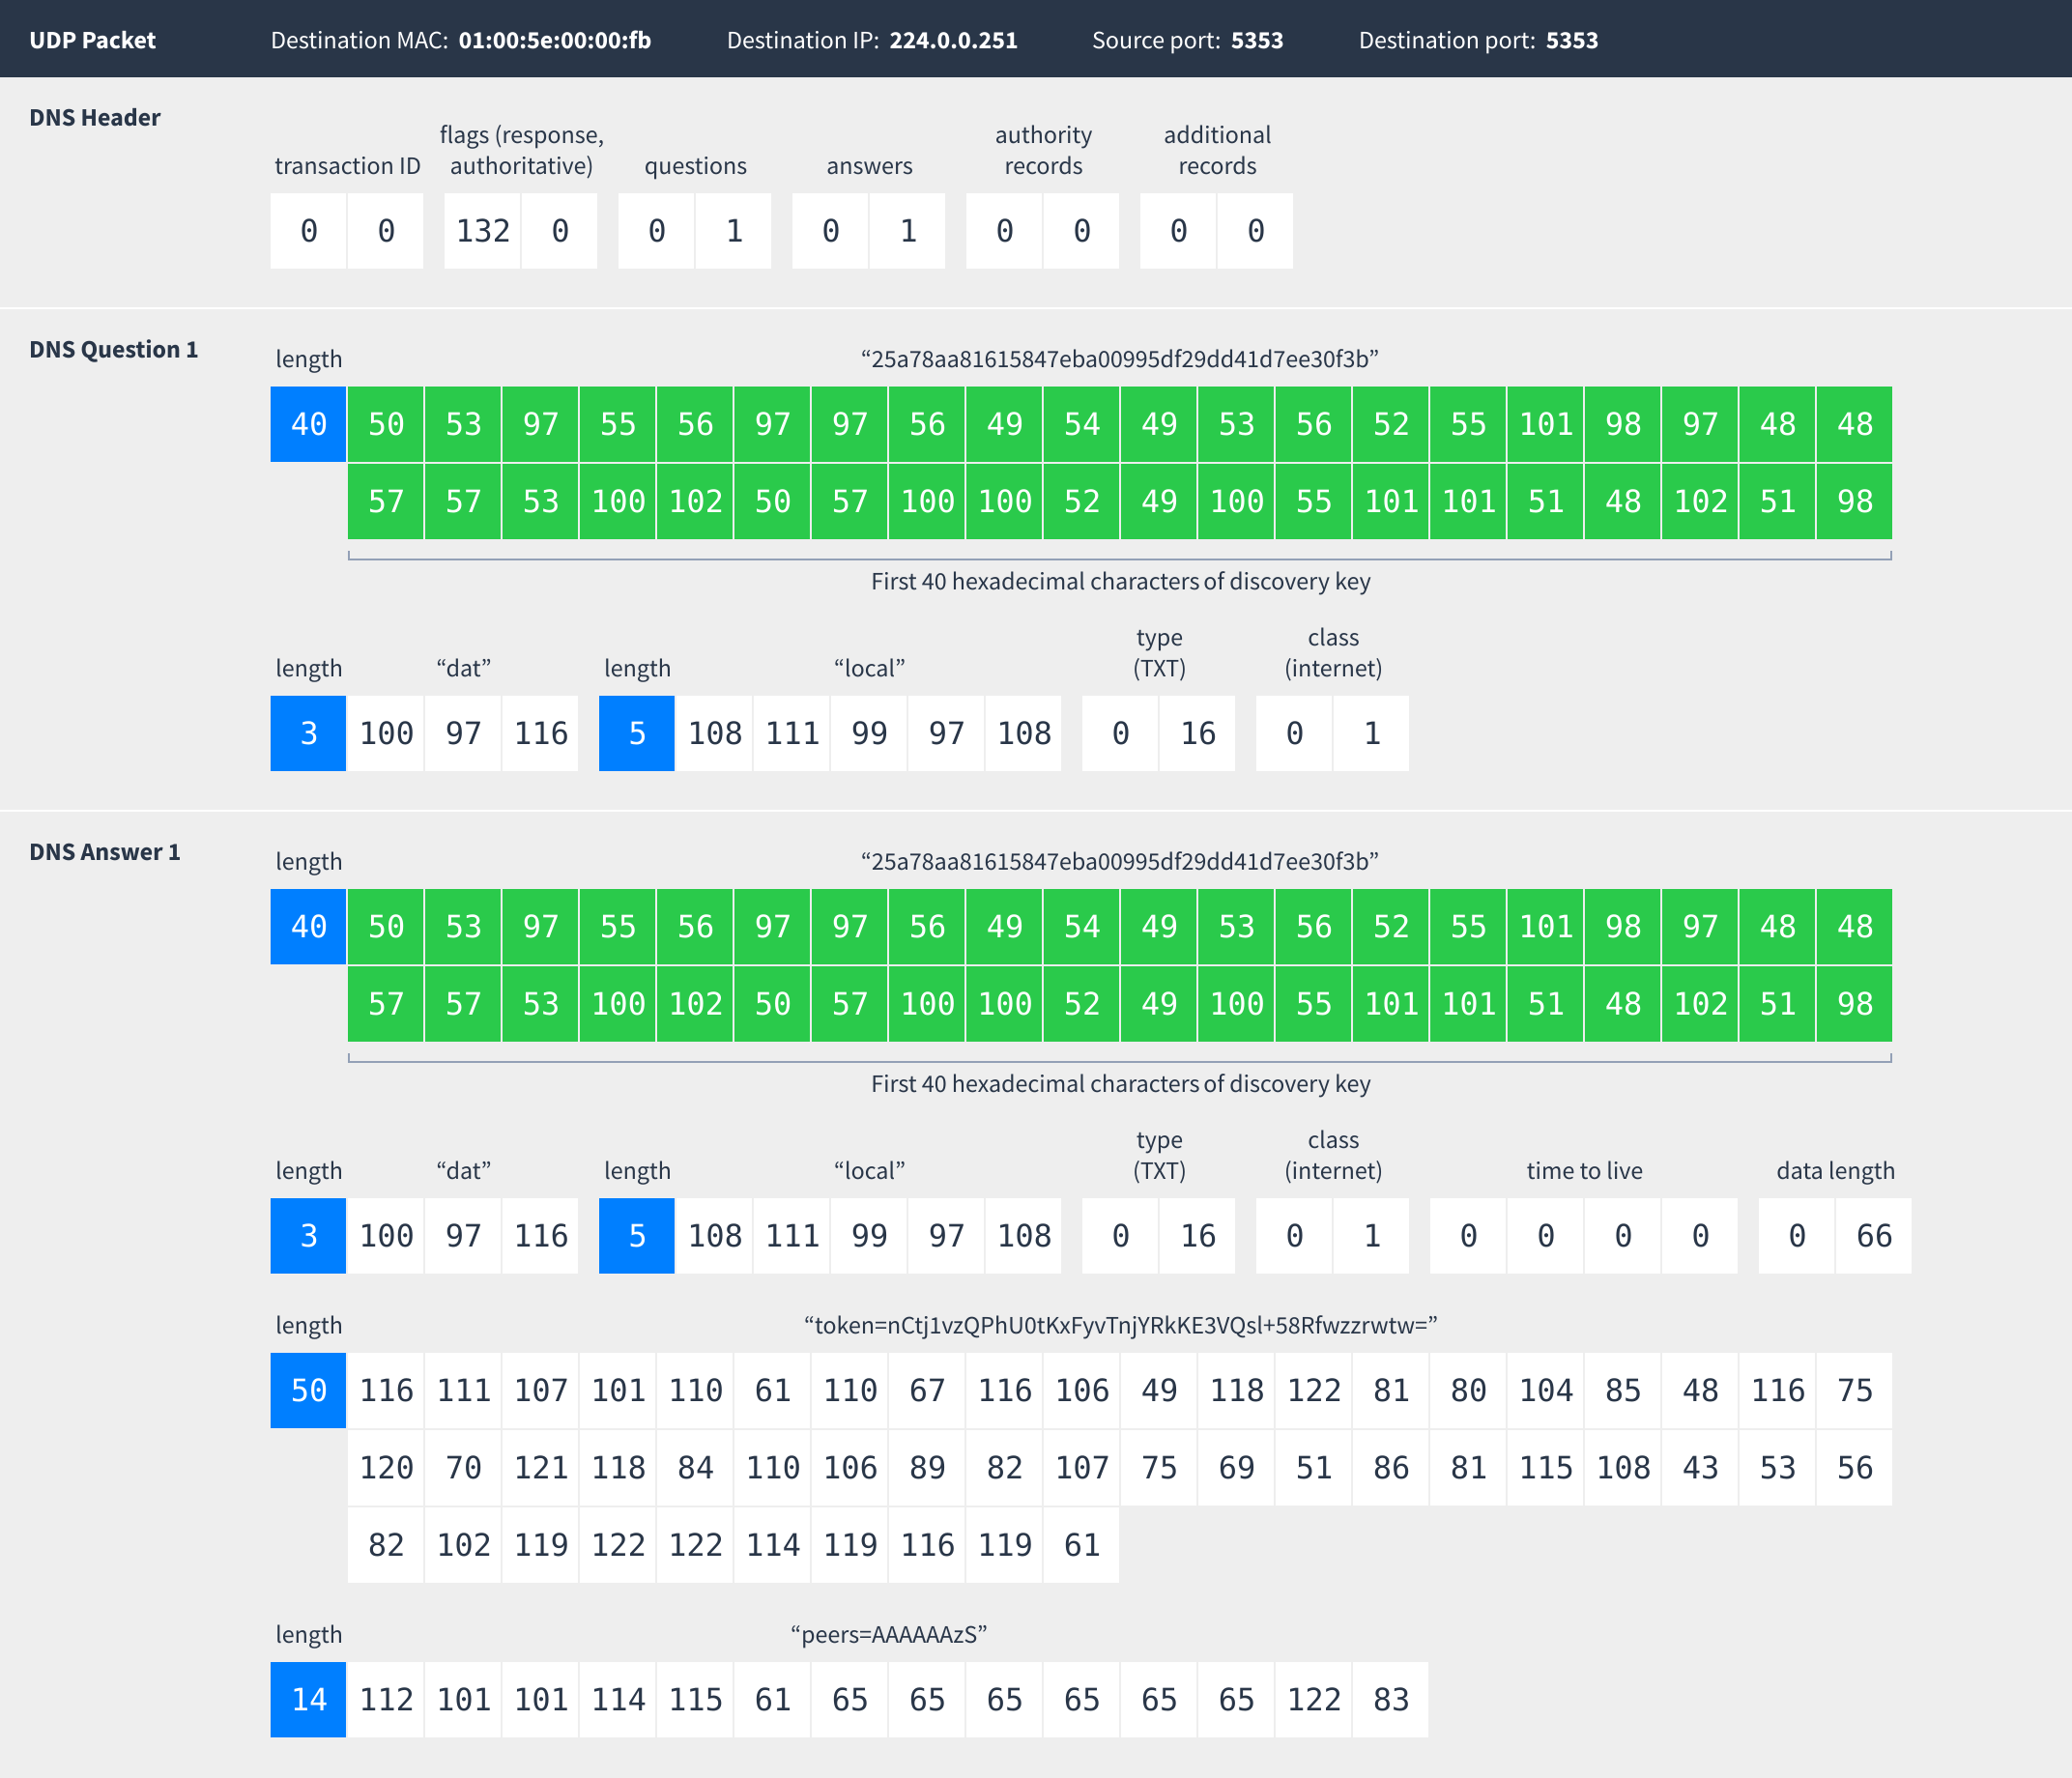 UDP Packet Destination MAC: 01:00:5e:00:00:fb Destination IP: 224.0.0.251 Source port: 5353 Destination port: 5353
DNS Header
flags (response, authority additional
transaction ID authoritative) questions answers records records
0 0 132 0 0 1 0 1 0 0 0 0
DNS Question 1
length “25a78aa81615847eba00995df29dd41d7ee30f3b”
40 50 53 97 55 56 97 97 56 49 54 49 53 56 52 55 101 98 97 48 48
57 57 53 100 102 50 57 100 100 52 49 100 55 101 101 51 48 102 51 98
First 40 hexadecimal characters of discovery key
type class
length “dat” length “local” (TXT) (internet)
3 100 97 116 5 108 111 99 97 108 0 16 0 1
DNS Answer 1
length “25a78aa81615847eba00995df29dd41d7ee30f3b”
40 50 53 97 55 56 97 97 56 49 54 49 53 56 52 55 101 98 97 48 48
57 57 53 100 102 50 57 100 100 52 49 100 55 101 101 51 48 102 51 98
First 40 hexadecimal characters of discovery key
type class
length “dat” length “local” (TXT) (internet) time to live data length
3 100 97 116 5 108 111 99 97 108 0 16 0 1 0 0 0 0 0 66
length “token=nCtj1vzQPhU0tKxFyvTnjYRkKE3VQsl+58Rfwzzrwtw=”
50 116 111 107 101 110 61 110 67 116 106 49 118 122 81 80 104 85 48 116 75
120 70 121 118 84 110 106 89 82 107 75 69 51 86 81 115 108 43 53 56
82 102 119 122 122 114 119 116 119 61
length “peers=AAAAAAzS”
14 112 101 101 114 115 61 65 65 65 65 65 65 122 83